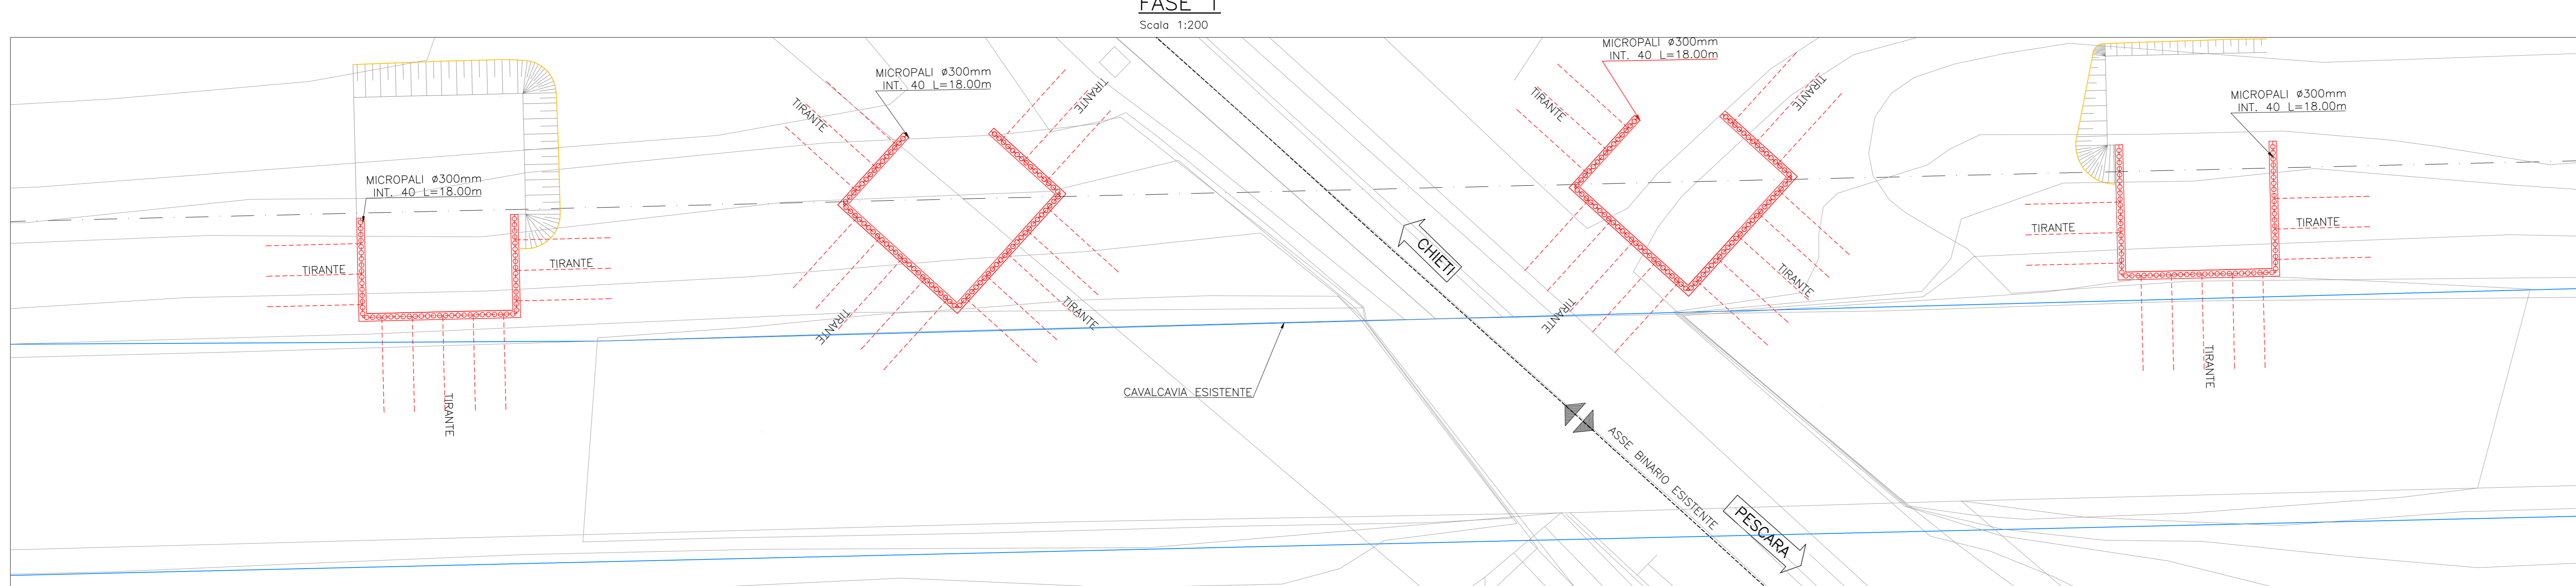 FASE 1
Scala 1:200
MICROPALI ø300mm
INT. 40 L=18.00m
TIRANTE
TIRANTE
TIRANTE
MICROPALI ø300mm
INT. 40 L=18.00m
TIRANTE
TIRANTE
TIRANTE
TIRANTE
CAVALCAVIA ESISTENTE
CHIETI
ASSE BINARIO ESISTENTE
PESCARA
MICROPALI ø300mm
INT. 40 L=18.00m
TIRANTE
TIRANTE
TIRANTE
TIRANTE
MICROPALI ø300mm
INT. 40 L=18.00m
TIRANTE
TIRANTE
TIRANTE